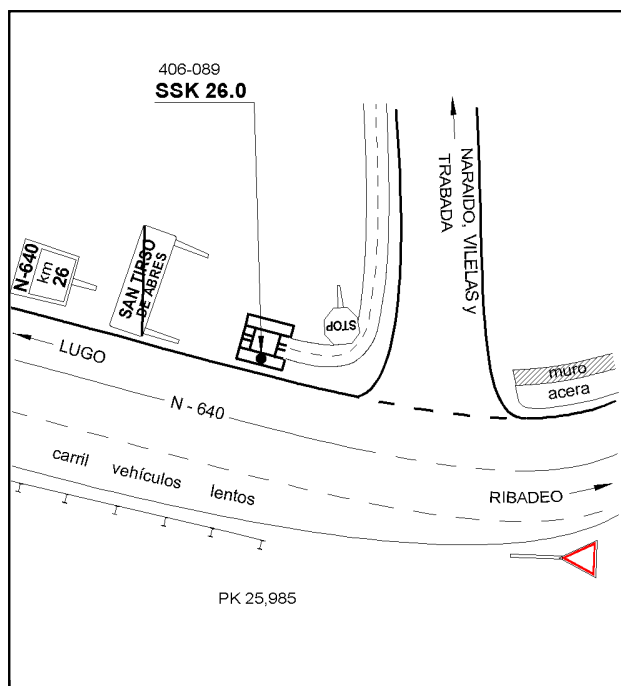 406-089
SSK 26.0
NARAIDO, VILELAS y
TRABADA
N-640
km
26
SAN TIRSO
DE ABRES
STOP
LUGO
muro
acera
N - 640
carril vehículos lentos
RIBADEO
PK 25,985